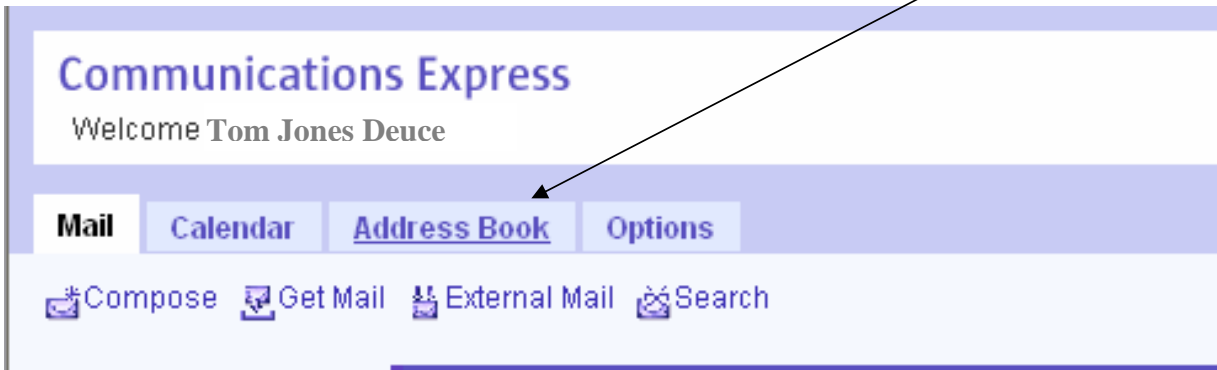 Communications Express
Welcome Tom Jones Deuce
Mail Calendar Address Book Options
Compose Get Mail External Mail Search